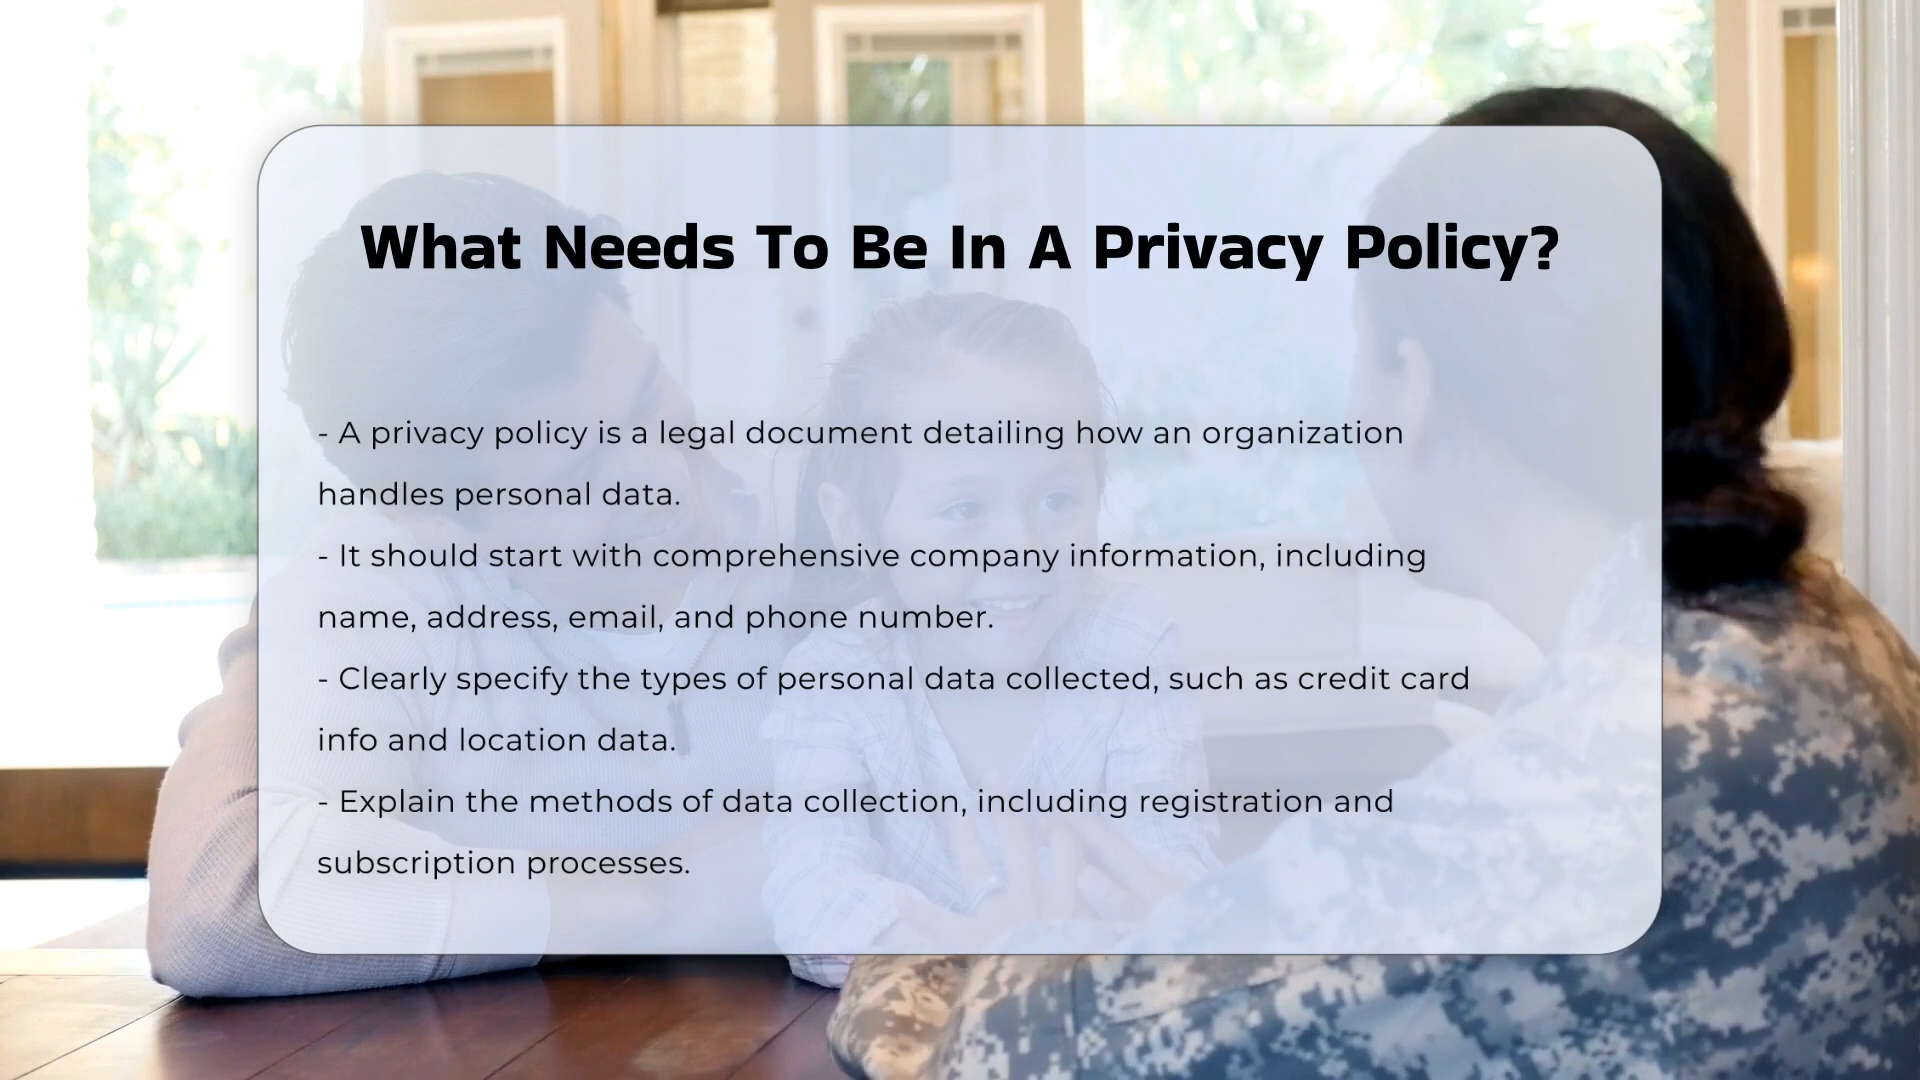 What Needs To Be In A Privacy Policy?
- A privacy policy is a legal document detailing how an organization
handles personal data.
- It should start with comprehensive company information, including
name, address, email, and phone number.
- Clearly specify the types of personal data collected, such as credit card
info and location data.
- Explain the methods of data collection, including registration and
subscription processes.